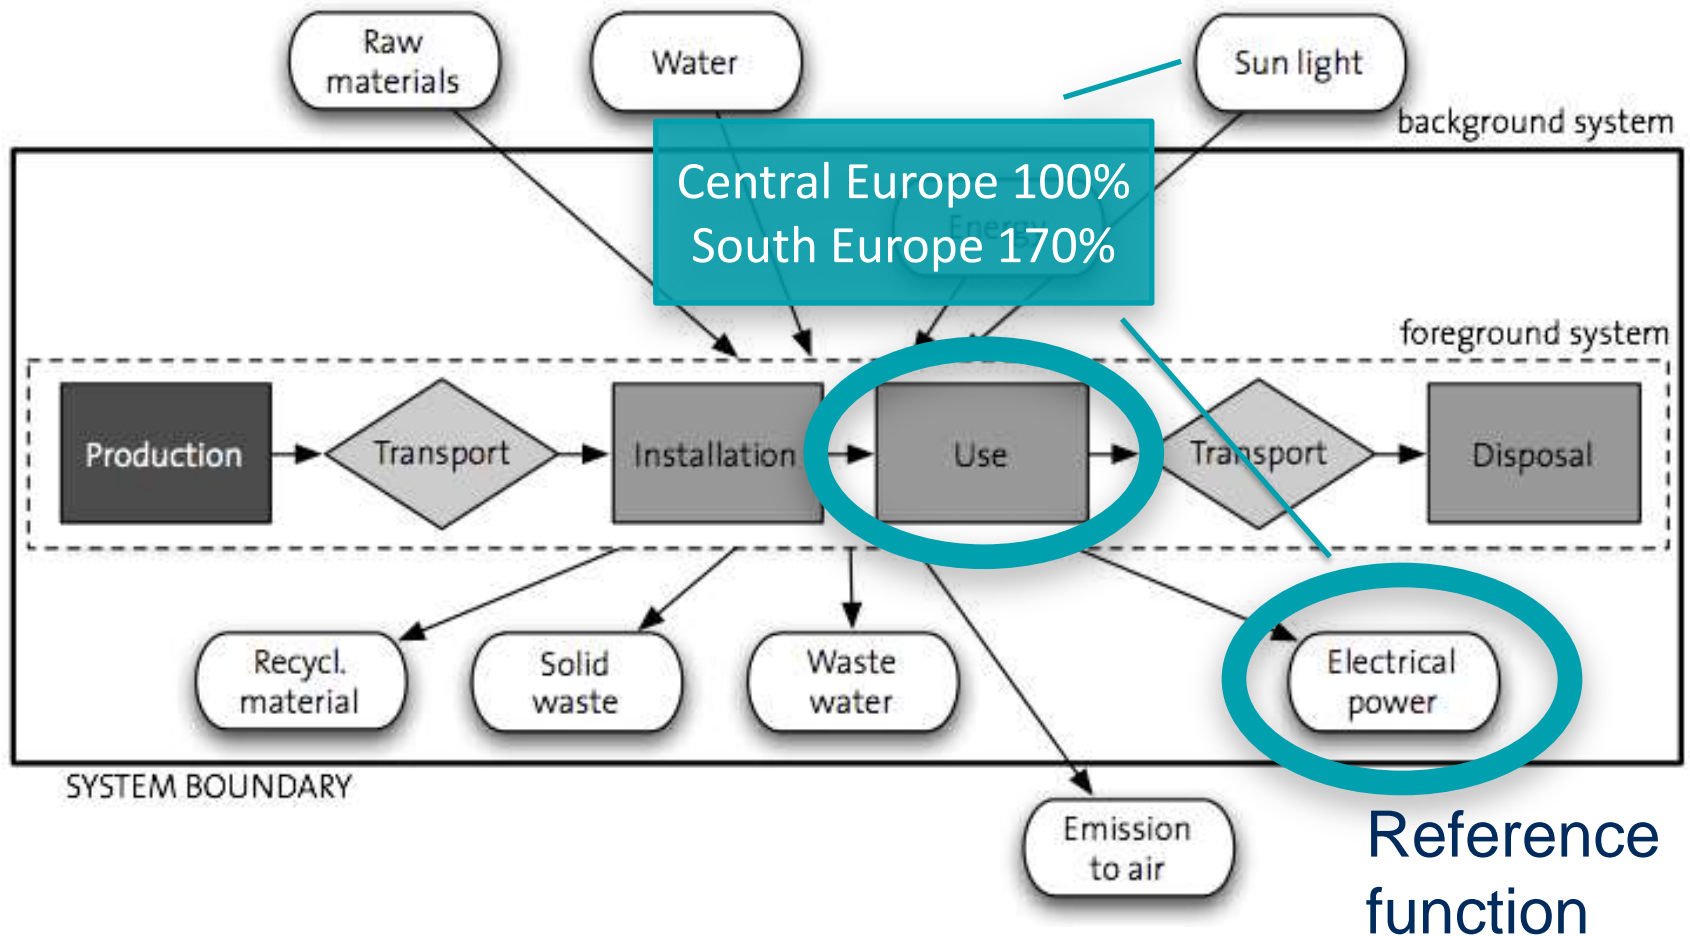 Raw
materials
Water
Sun light
background system
Central Europe 100%
South Europe 170%
Energy
foreground system
Production
Transport
Installation
Use
Transport
Disposal
Recycl.
material
Solid
waste
Waste
water
Electrical
power
SYSTEM BOUNDARY
Emission
to air
Reference
function